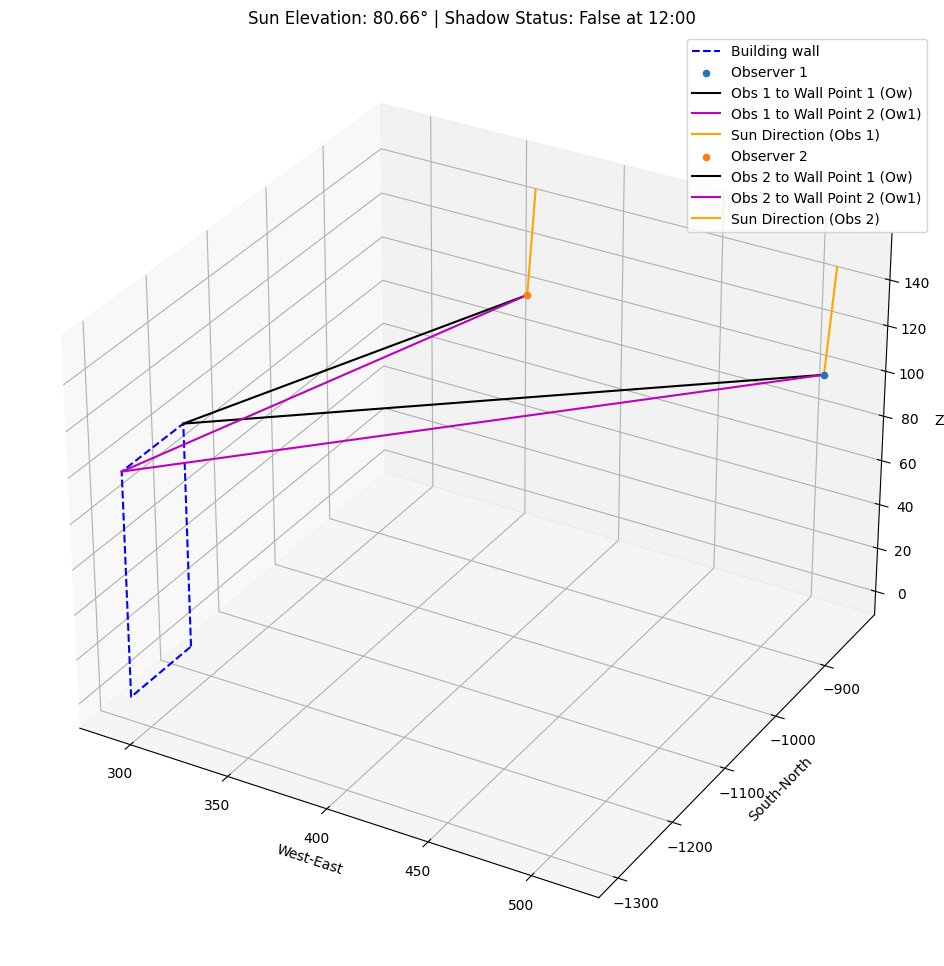 Sun Elevation: 80.66° | Shadow Status: False at 12:00
Building wall
Observer 1
Obs 1 to Wall Point 1 (Ow)
Obs 1 to Wall Point 2 (Ow1)
Sun Direction (Obs 1)
Observer 2
Obs 2 to Wall Point 1 (Ow)
Obs 2 to Wall Point 2 (Ow1)
Sun Direction (Obs 2)
140
120
100
80
Z
60
40
20
0
−900
−1000
−1100
−1200
−1300
South-North
300
350
400
450
500
West-East